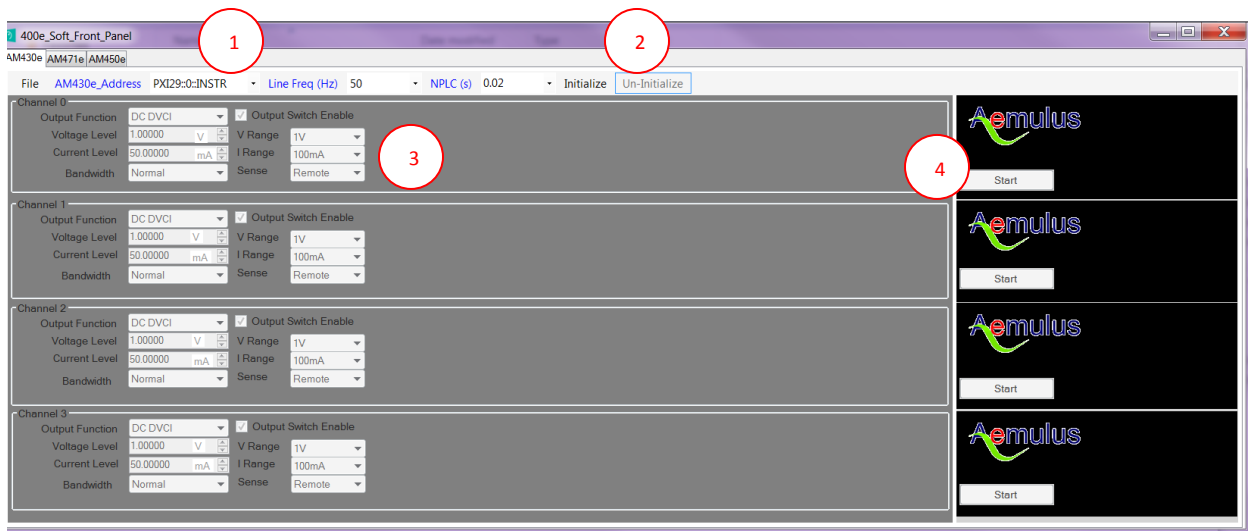 400e_Soft_Front_Panel
1
2
AM430e AM471e AM450e
File AM430e_Address PXI29::0::INSTR Line Freq (Hz) 50 NPLC (s) 0.02 Initialize Un-Initialize
Channel 0
Output Function DC DVCI Output Switch Enable
Voltage Level 1.00000 V V Range 1V
Current Level 50.00000 mA I Range 100mA
Bandwidth Normal Sense Remote
3
Aemulus
4
Start
Channel 1
Output Function DC DVCI Output Switch Enable
Voltage Level 1.00000 V V Range 1V
Current Level 50.00000 mA I Range 100mA
Bandwidth Normal Sense Remote
Aemulus
Start
Channel 2
Output Function DC DVCI Output Switch Enable
Voltage Level 1.00000 V V Range 1V
Current Level 50.00000 mA I Range 100mA
Bandwidth Normal Sense Remote
Aemulus
Start
Channel 3
Output Function DC DVCI Output Switch Enable
Voltage Level 1.00000 V V Range 1V
Current Level 50.00000 mA I Range 100mA
Bandwidth Normal Sense Remote
Aemulus
Start